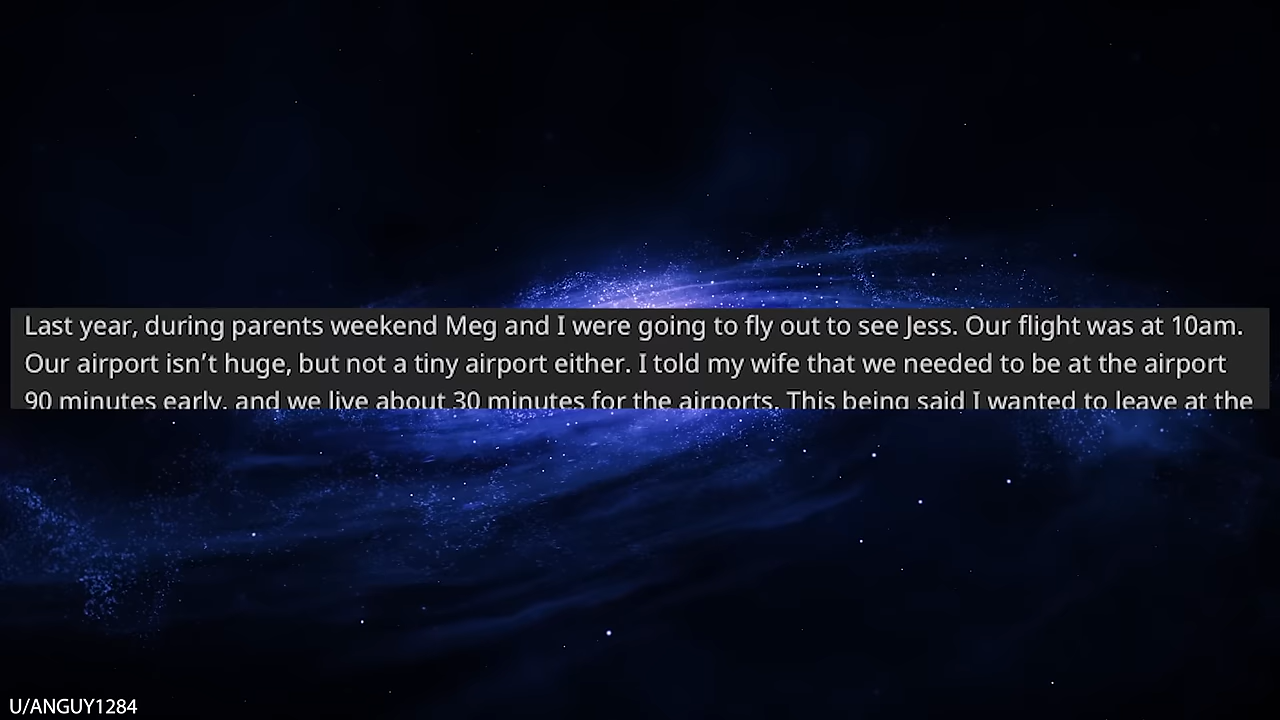 Last year, during parents weekend Meg and I were going to fly out to see Jess. Our flight was at 10am.
Our airport isn’t huge, but not a tiny airport either. I told my wife that we needed to be at the airport
90 minutes early, and we live about 30 minutes for the airports. This being said I wanted to leave at the
U/ANGUY1284